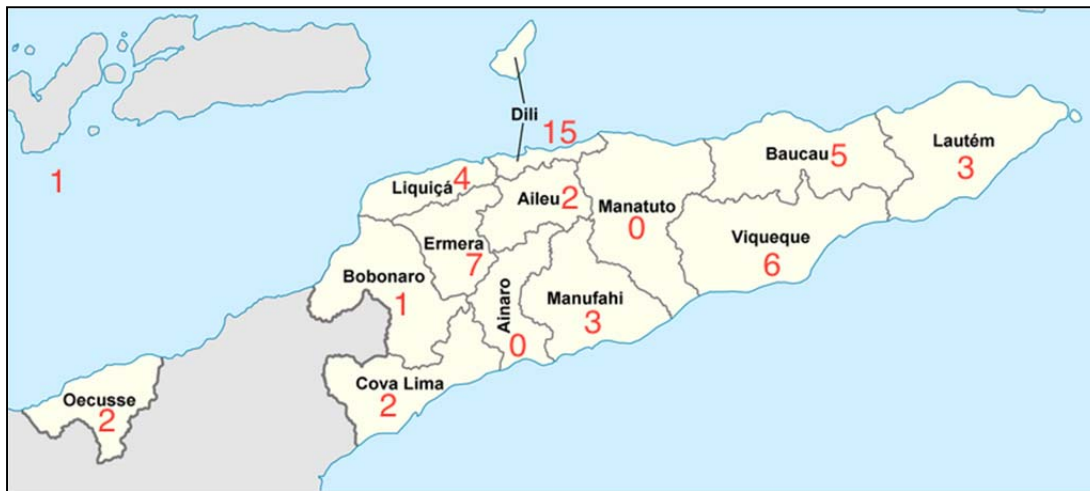 Dili
15
1
Liquiçá 4
Aileu 2
Manatuto
0
Baucau 5
Lautém
3
Ermera
7
Viqueque
6
Bobonaro
1
Ainaro
0
Manufahi
3
Cova Lima
2
Oecusse
2